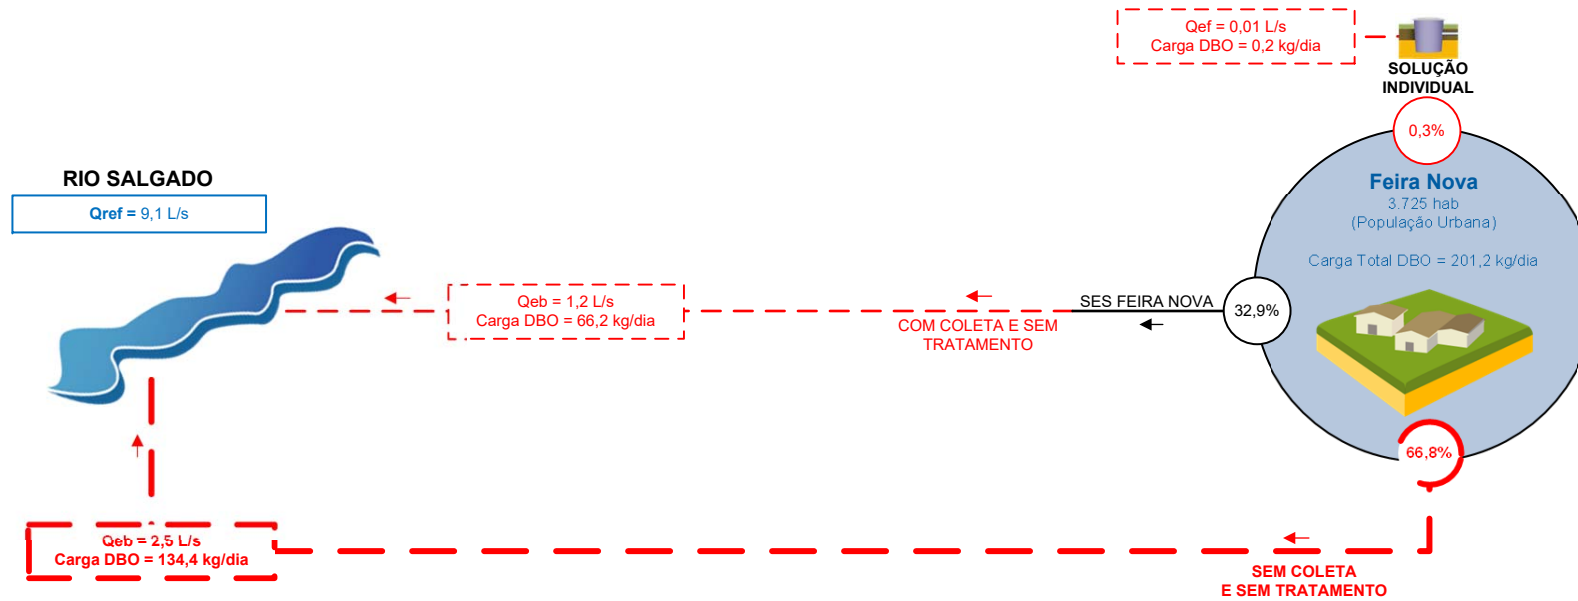 Qef = 0,01 L/s
Carga DBO = 0,2 kg/dia
SOLUÇÃO
INDIVIDUAL
0,3%
RIO SALGADO
Qref = 9,1 L/s
Feira Nova
3.725 hab
(População Urbana)
Carga Total DBO = 201,2 kg/dia
Qeb = 1,2 L/s
Carga DBO = 66,2 kg/dia
COM COLETA E SEM
TRATAMENTO
SES FEIRA NOVA
32,9%
66,8%
Qeb = 2,5 L/s
Carga DBO = 134,4 kg/dia
SEM COLETA
E SEM TRATAMENTO